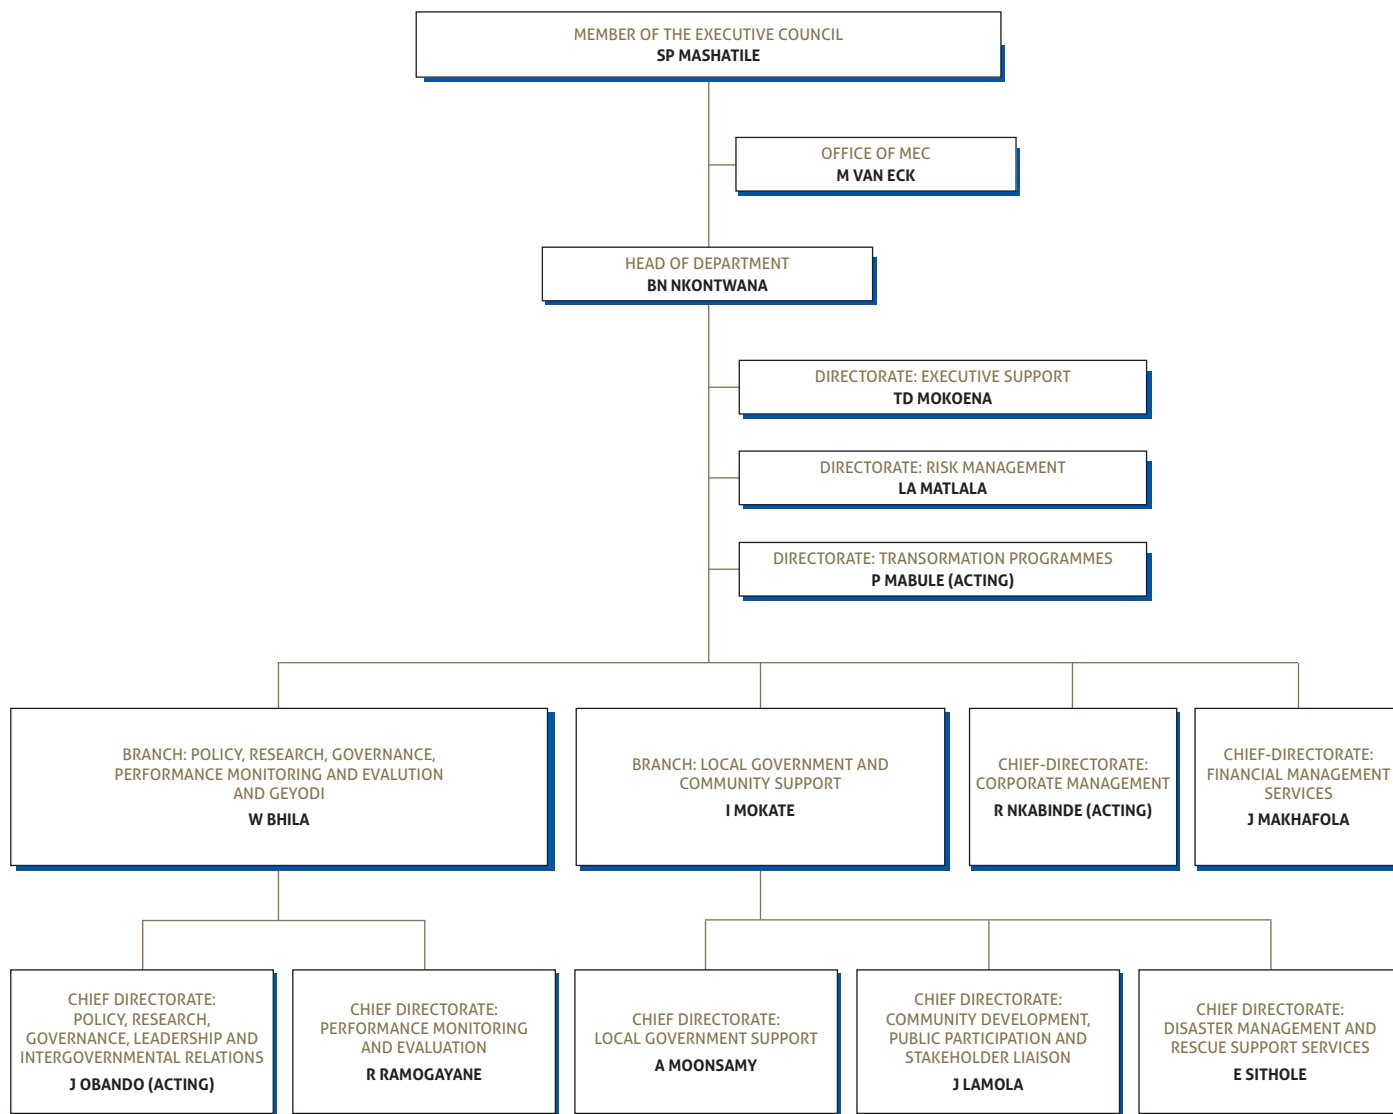 MEMBER OF THE EXECUTIVE COUNCIL
SP MASHATILE
OFFICE OF MEC
M VAN ECK
HEAD OF DEPARTMENT
BN NKONTWANA
DIRECTORATE: EXECUTIVE SUPPORT
TD MOKOENA
DIRECTORATE: RISK MANAGEMENT
LA MATLALA
DIRECTORATE: TRANSORMATION PROGRAMMES
P MABULE (ACTING)
BRANCH: POLICY, RESEARCH, GOVERNANCE,
PERFORMANCE MONITORING AND EVALUTION
AND GEYODI
W BHILA
BRANCH: LOCAL GOVERNMENT AND
COMMUNITY SUPPORT
I MOKATE
CHIEF-DIRECTORATE:
CORPORATE MANAGEMENT
R NKABINDE (ACTING)
CHIEF-DIRECTORATE:
FINANCIAL MANAGEMENT
SERVICES
J MAKHAFOLA
CHIEF DIRECTORATE:
POLICY, RESEARCH,
GOVERNANCE, LEADERSHIP AND
INTERGOVERNMENTAL RELATIONS
J OBANDO (ACTING)
CHIEF DIRECTORATE:
PERFORMANCE MONITORING
AND EVALUATION
R RAMOGAYANE
CHIEF DIRECTORATE:
LOCAL GOVERNMENT SUPPORT
A MOONSAMY
CHIEF DIRECTORATE:
COMMUNITY DEVELOPMENT,
PUBLIC PARTICIPATION AND
STAKEHOLDER LIAISON
J LAMOLA
CHIEF DIRECTORATE:
DISASTER MANAGEMENT AND
RESCUE SUPPORT SERVICES
E SITHOLE